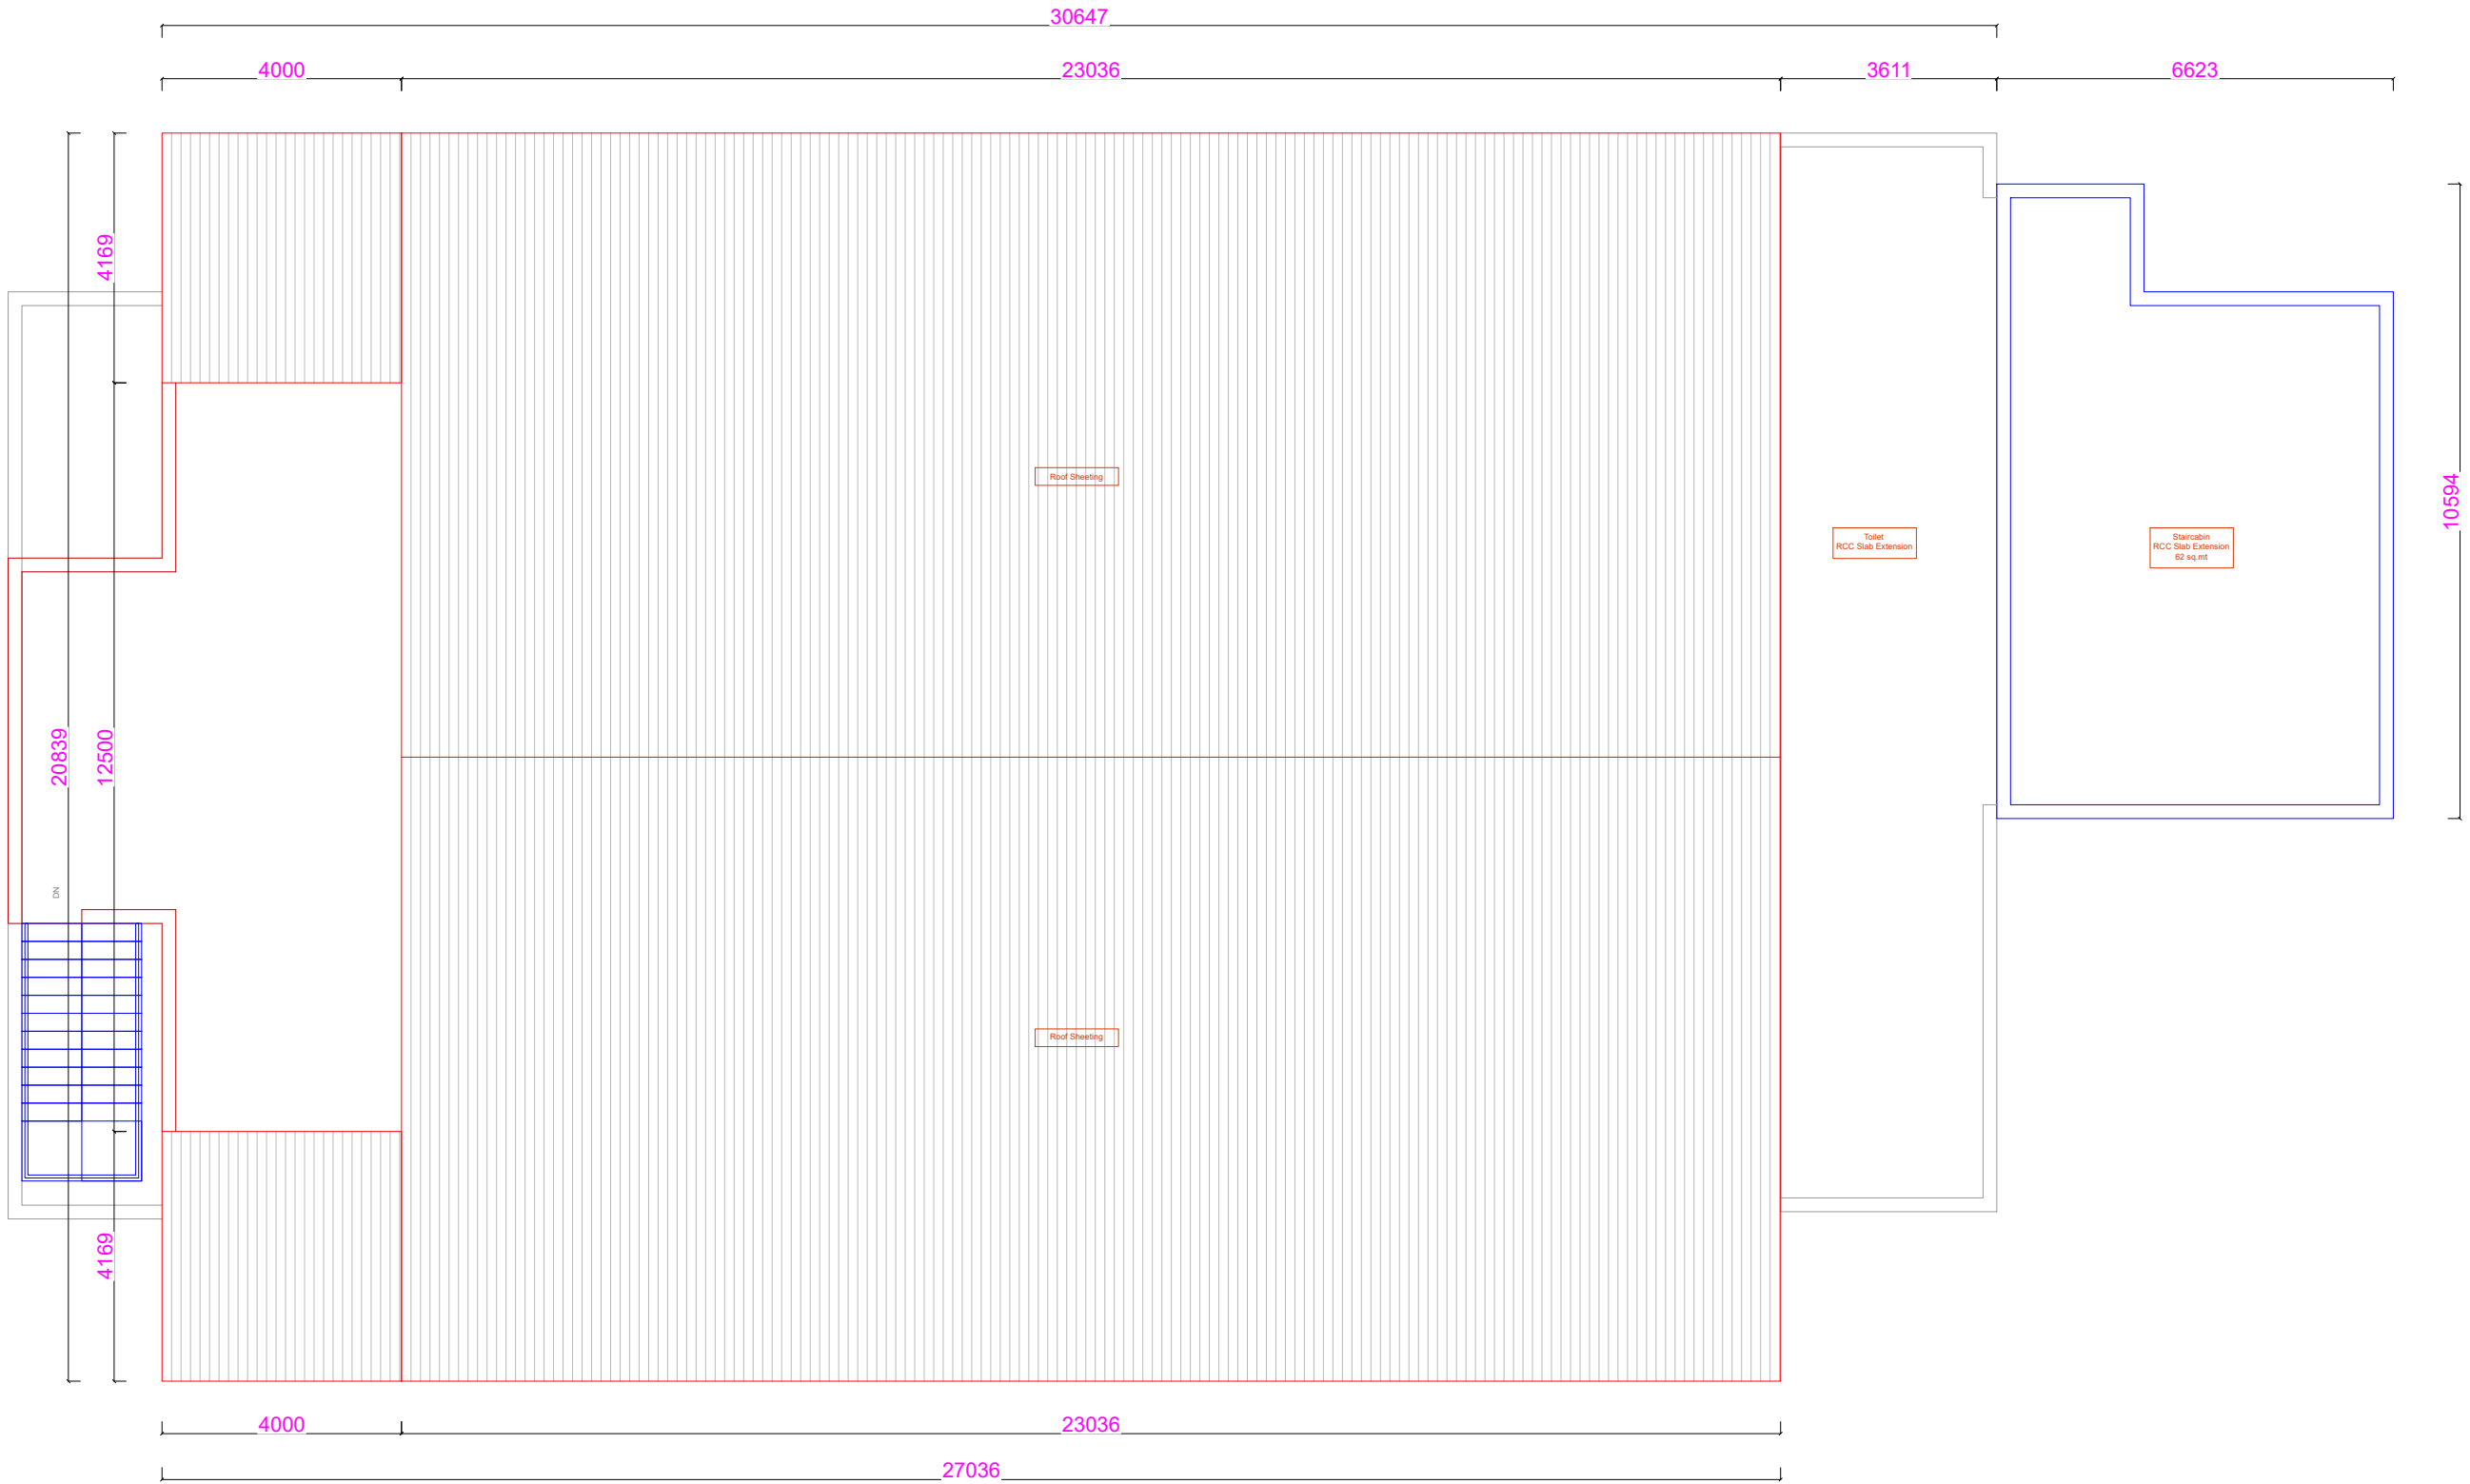 30647
4000
23036
3611
6623
4169
Roof Sheeting
10594
Toilet
RCC Slab Extension
Staircabin
RCC Slab Extension
62 sq.mt
20839
12500
DN
Roof Sheeting
4169
4000
23036
27036